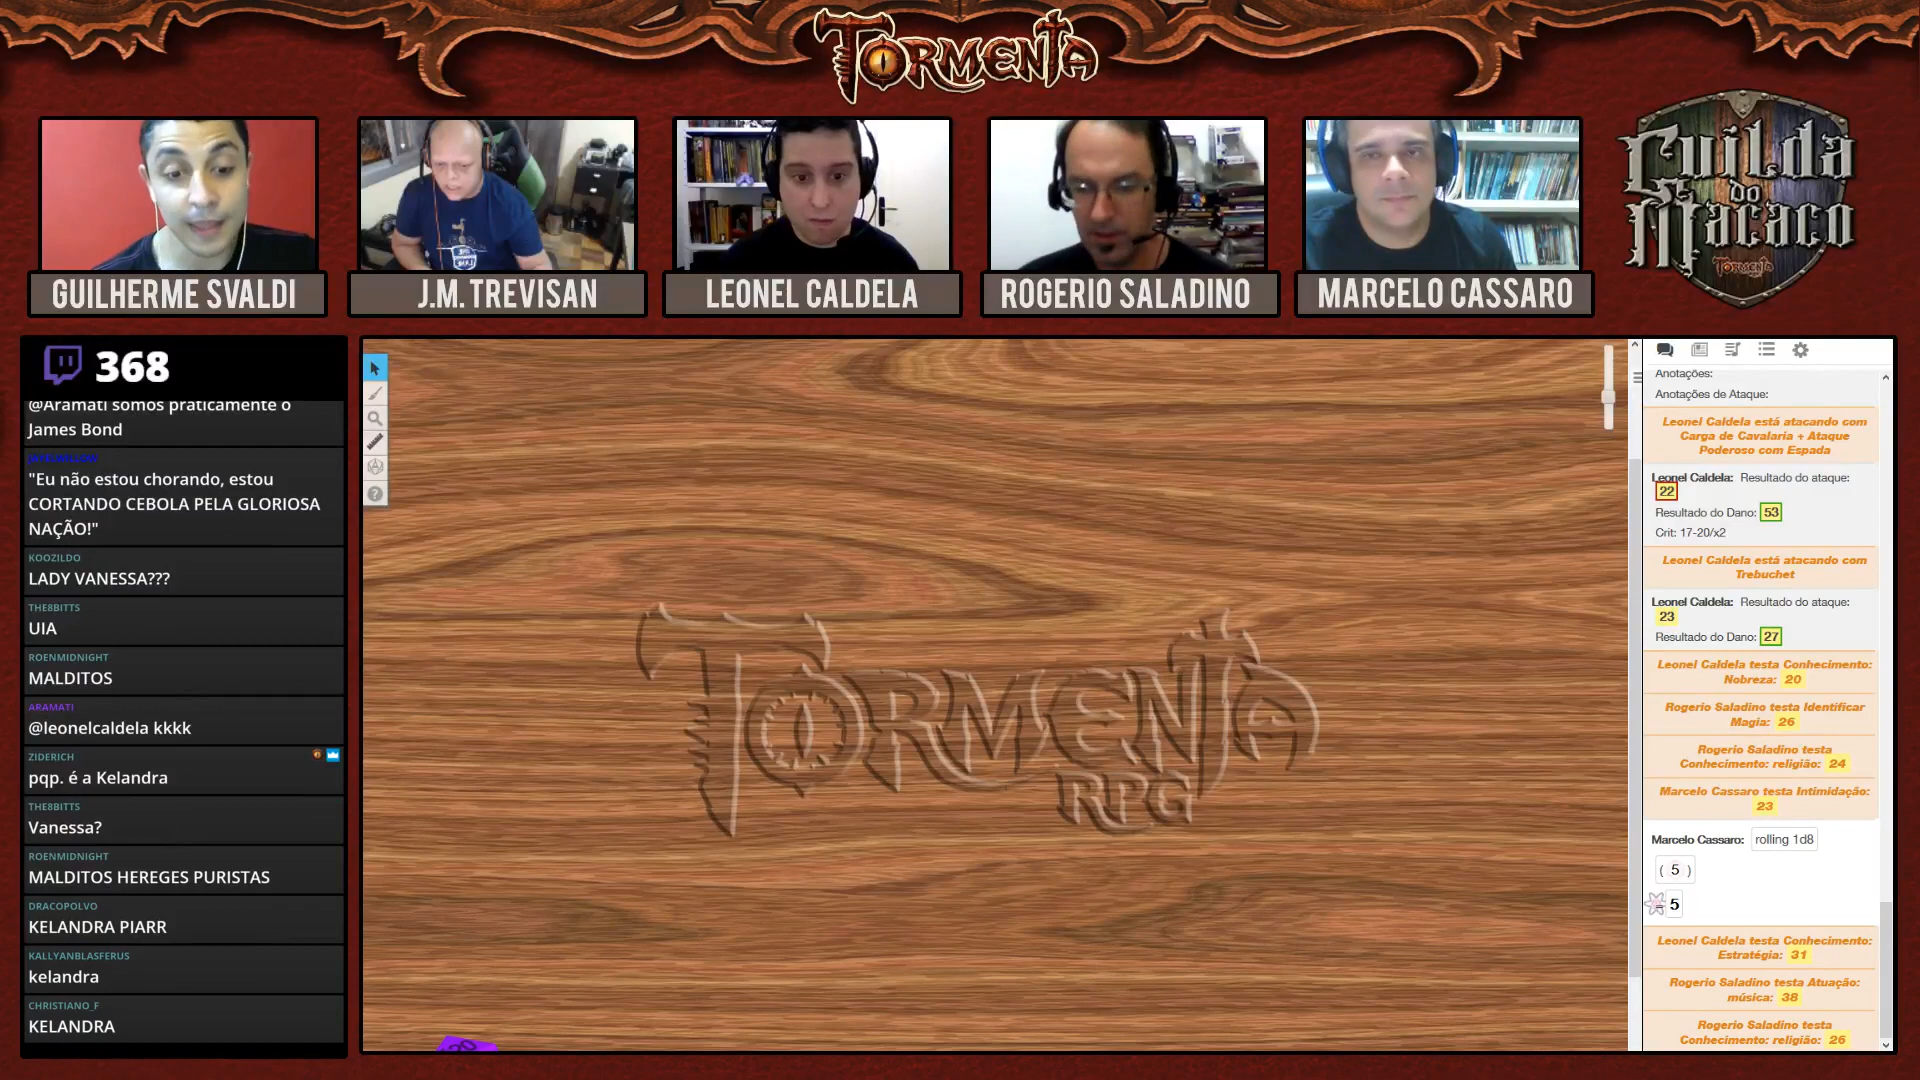 TORMENTA
GUILHERME SVALDI
J.M. TREVISAN
LEONEL CALDELA
ROGERIO SALADINO
MARCELO CASSARO
Guilda
do
Macaco
TORMENTA
368
@Aramati somos praticamente o
James Bond
"Eu não estou chorando, estou
CORTANDO CEBOLA PELA GLORIOSA
NAÇÃO!"
KOOZILDO
LADY VANESSA???
THE8BITTS
UIA
ROENMIDNIGHT
MALDITOS
ARAMATI
@leonelcaldela kkkk
ZIDERICH
pqp. é a Kelandra
THE8BITTS
Vanessa?
ROENMIDNIGHT
MALDITOS HEREGES PURISTAS
DRACOPOLVO
KELANDRA PIARR
KALLYANBLASFERUS
kelandra
CHRISTIANO_F
KELANDRA
TORMENTA
RPG
Anotações:
Anotações de Ataque:
Leonel Caldela está atacando com
Carga de Cavalaria + Ataque
Poderoso com Espada
Leonel Caldela: Resultado do ataque:
22
Resultado do Dano: 53
Crit: 17-20/x2
Leonel Caldela está atacando com
Trebuchet
Leonel Caldela: Resultado do ataque:
23
Resultado do Dano: 27
Leonel Caldela testa Conhecimento:
Nobreza: 20
Rogerio Saladino testa Identificar
Magia: 26
Rogerio Saladino testa
Conhecimento: religião: 24
Marcelo Cassaro testa Intimidação:
23
Marcelo Cassaro: rolling 1d8
( 5 )
= 5
Leonel Caldela testa Conhecimento:
Estratégia: 31
Rogerio Saladino testa Atuação:
música: 38
Rogerio Saladino testa
Conhecimento: religião: 26